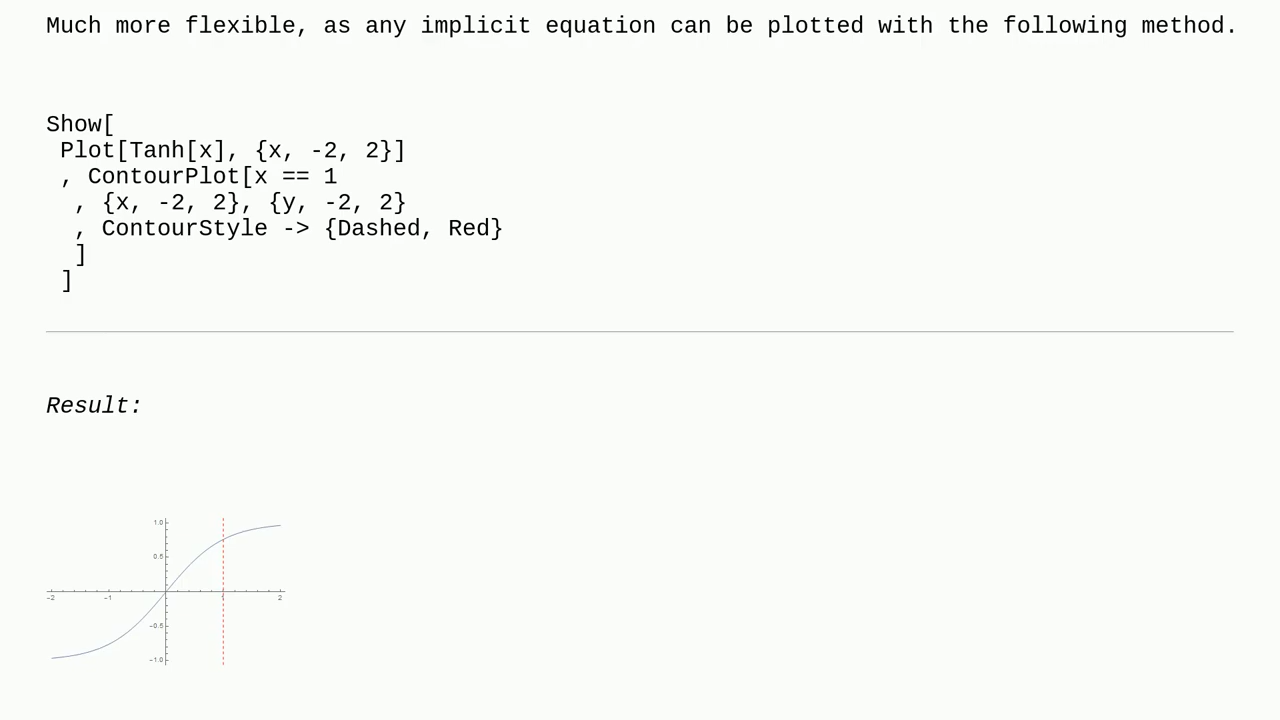 Much more flexible, as any implicit equation can be plotted with the following method.
Show[
Plot[Tanh[x], {x, -2, 2}]
, ContourPlot[x == 1
, {x, -2, 2}, {y, -2, 2}
, ContourStyle -> {Dashed, Red}
]
]
Result:
1.0
0.5
-2 -1 1 2
-0.5
-1.0